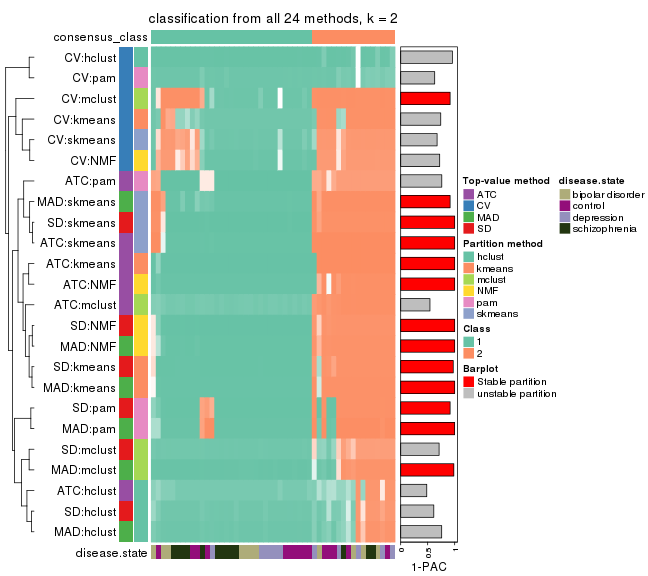 classification from all 24 methods, k = 2
consensus_class
CV:hclust
CV:pam
CV:mclust
CV:kmeans
CV:skmeans
CV:NMF
ATC:pam
MAD:skmeans
SD:skmeans
ATC:skmeans
ATC:kmeans
ATC:NMF
ATC:mclust
SD:NMF
MAD:NMF
SD:kmeans
MAD:kmeans
SD:pam
MAD:pam
SD:mclust
MAD:mclust
ATC:hclust
SD:hclust
MAD:hclust
disease.state
0 0.5 1
1-PAC
Top-value method
ATC
CV
MAD
SD
Partition method
hclust
kmeans
mclust
NMF
pam
skmeans
Class
1
2
Barplot
Stable partition
unstable partition
disease.state
bipolar disorder
control
depression
schizophrenia